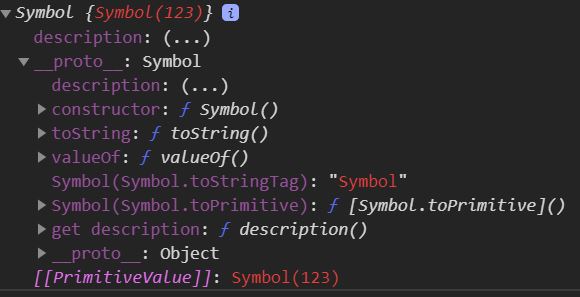 Symbol {Symbol(123)} i
description: (...)
__proto__: Symbol
description: (...)
constructor: ƒ Symbol()
toString: ƒ toString()
valueOf: ƒ valueOf()
Symbol(Symbol.toStringTag): "Symbol"
Symbol(Symbol.toPrimitive): ƒ [Symbol.toPrimitive]()
get description: ƒ description()
__proto__: Object
[[PrimitiveValue]]: Symbol(123)